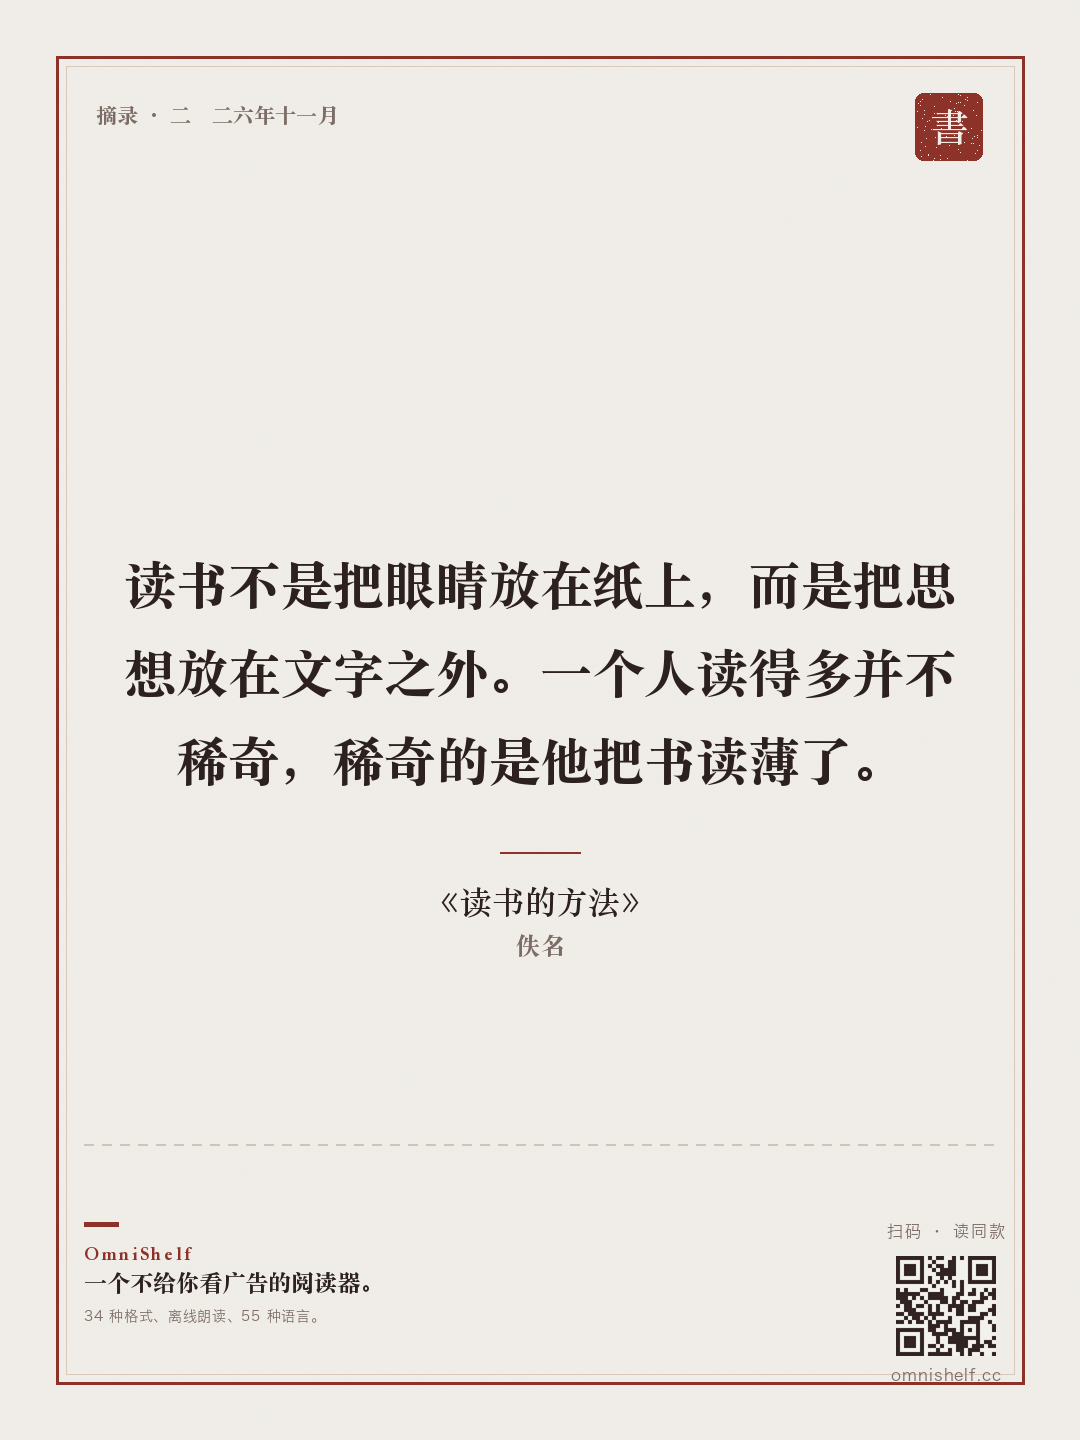 摘录 · 二　二六年十一月
書
读书不是把眼睛放在纸上，而是把思
想放在文字之外。一个人读得多并不
稀奇，稀奇的是他把书读薄了。
《读书的方法》
佚名
OmniShelf
一个不给你看广告的阅读器。
34 种格式、离线朗读、55 种语言。
扫码 · 读同款
omnishelf.cc